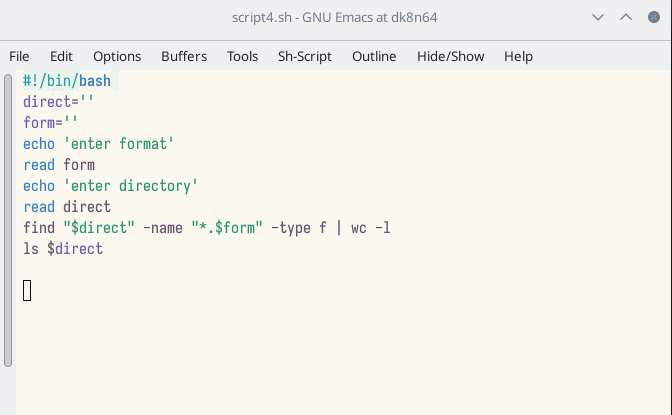 script4.sh - GNU Emacs at dk8n64
File Edit Options Buffers Tools Sh-Script Outline Hide/Show Help
#!/bin/bash
direct=''
form=''
echo 'enter format'
read form
echo 'enter directory'
read direct
find "$direct" -name "*.$form" -type f | wc -l
ls $direct